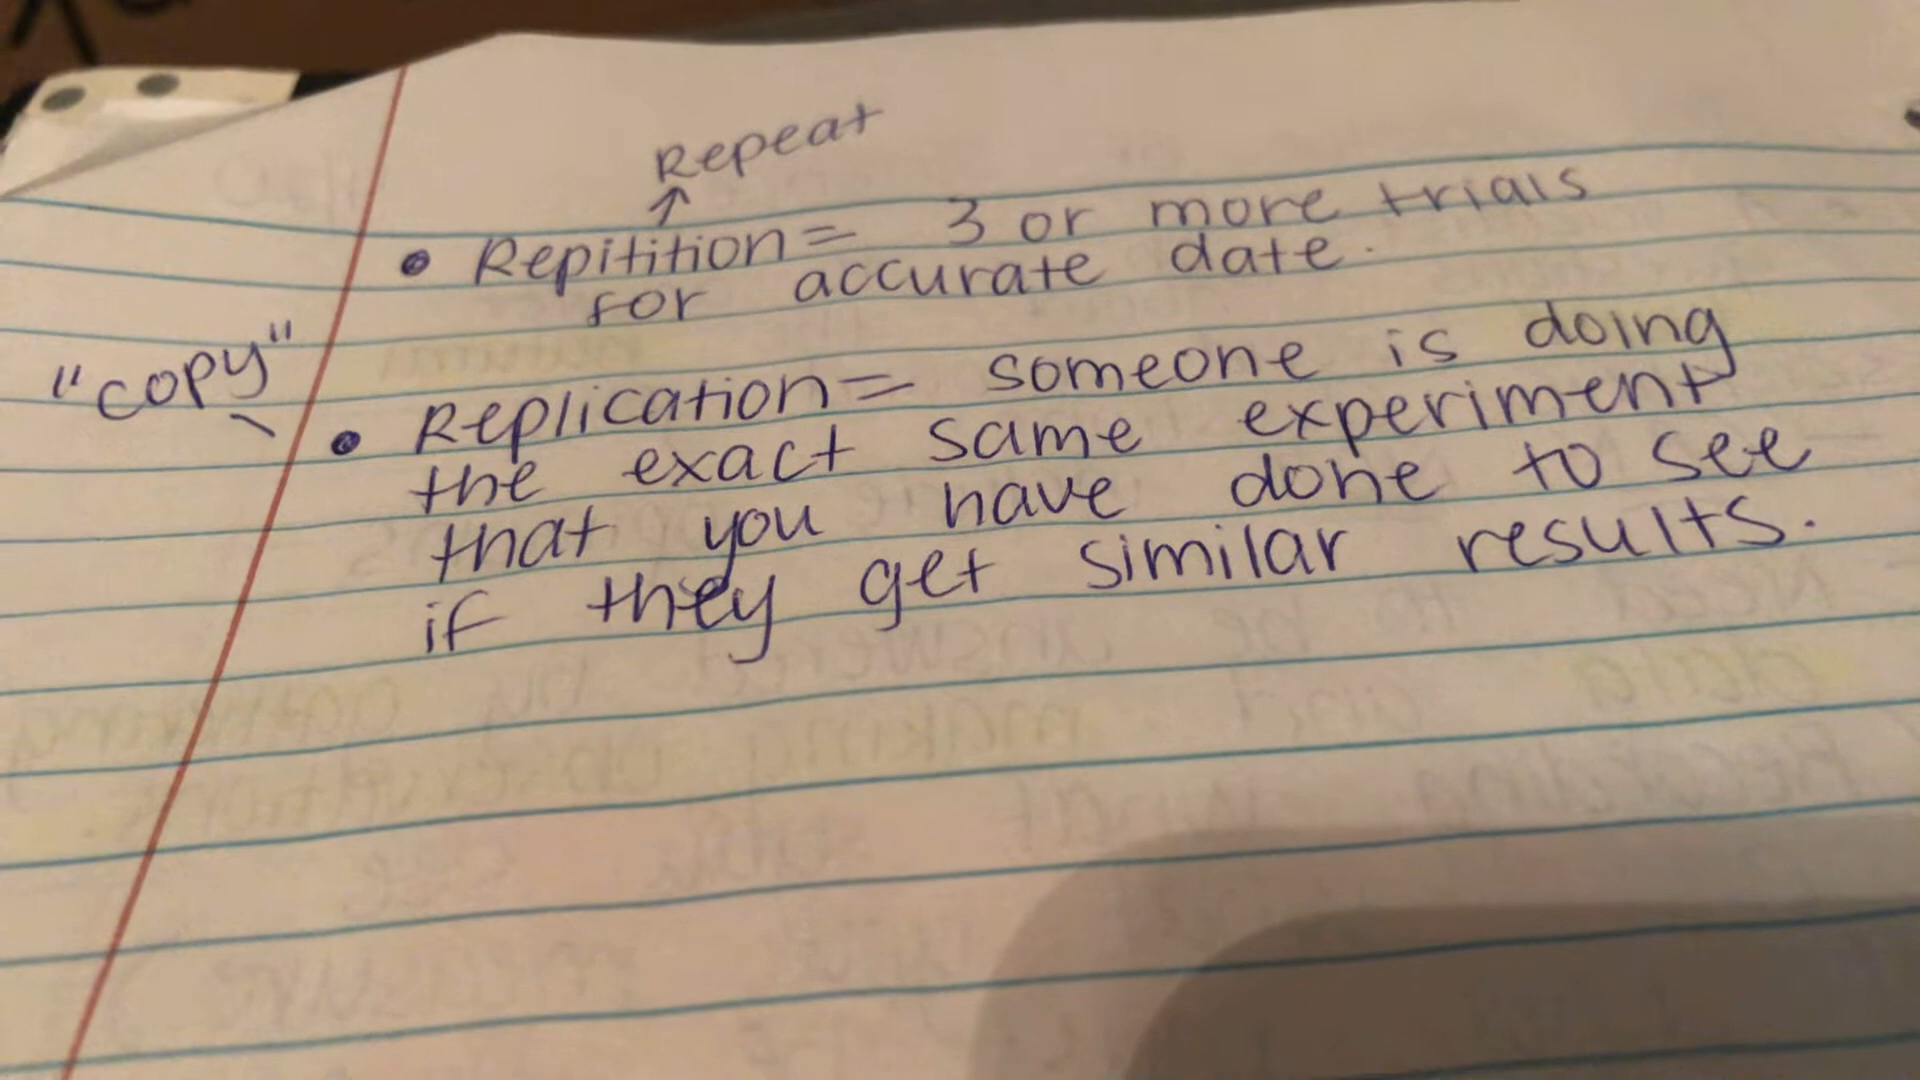 Repeat
↑
• Repitition = 3 or more trials
for accurate date.
"copy"
• Replication = someone is doing
the exact same experiment
that you have done to see
if they get similar results.